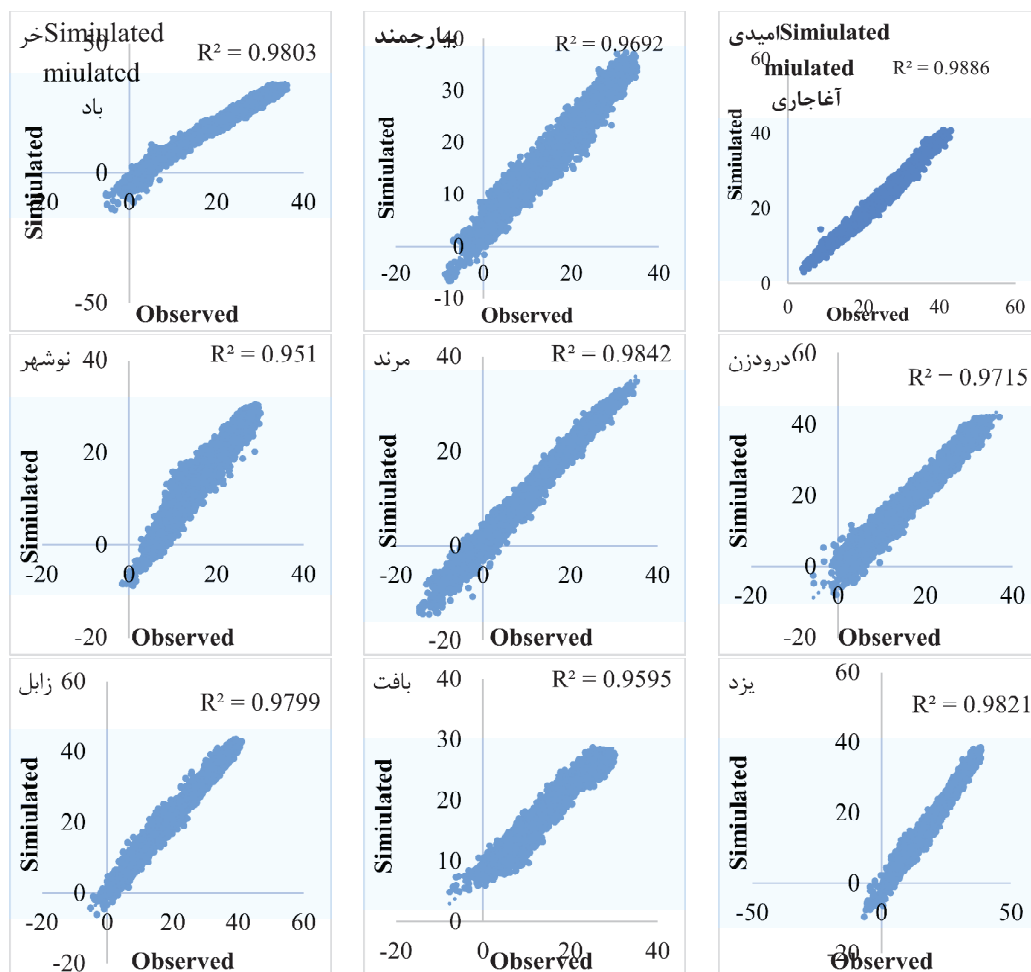 خر Simiulated
50
R² = 0.9803
miulated
باد
Simiulated
0
-20 0 20 40
-50
Observed
بیارجمند
40
R² = 0.9692
30
20
10
0
-10
Simiulated
-20 0 20 40
Observed
امیدی Simiulated
60
miulated
R² = 0.9886
آغاجاری
40
20
0
Simiulated
0 20 40 60
Observed
نوشهر
40
R² = 0.951
20
0
-20
Simiulated
-20 0 20 40
Observed
مرند
40
R² = 0.9842
20
0
-20
Simiulated
-20 0 20 40
Observed
درودزن
60
R² = 0.9715
40
20
0
-20
Simiulated
-20 0 20 40
Observed
زابل
60
R² = 0.9799
40
20
0
-20
Simiulated
-20 0 20 40 60
Observed
بافت
40
R² = 0.9595
30
20
10
0
Simiulated
-20 0 20 40
Observed
یزد
60
R² = 0.9821
40
20
0
-20
Simiulated
-50 0 50
Observed